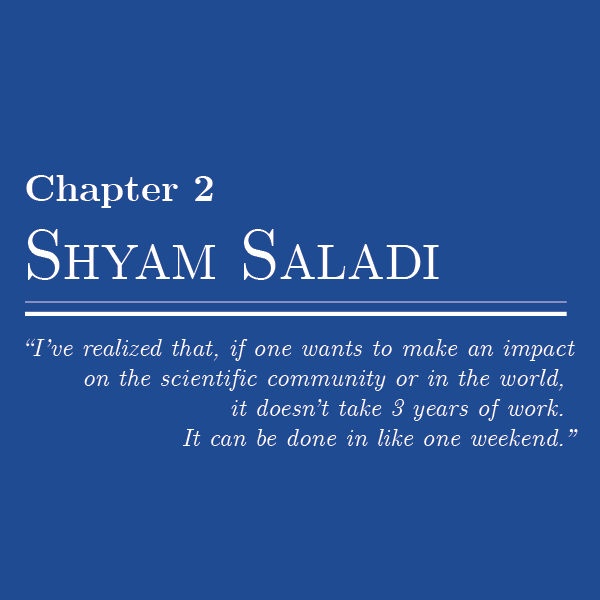 Chapter 2
Shyam Saladi
“I’ve realized that, if one wants to make an impact
on the scientific community or in the world,
it doesn’t take 3 years of work.
It can be done in like one weekend.”